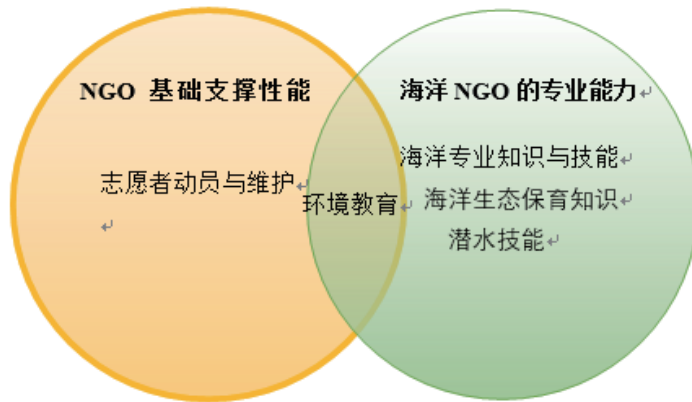 NGO 基础支撑性能
志愿者动员与维护
环境教育
海洋 NGO 的专业能力
海洋专业知识与技能
海洋生态保育知识
潜水技能